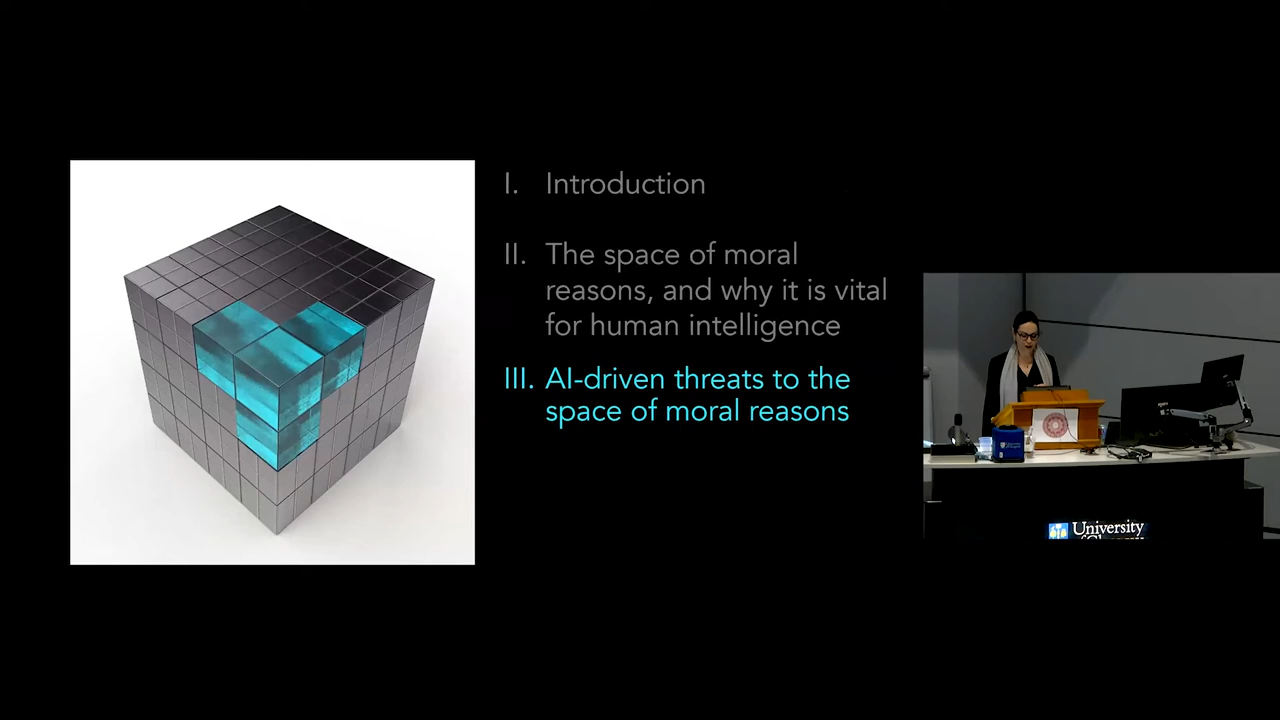 I. Introduction
II. The space of moral
reasons, and why it is vital
for human intelligence
III. AI-driven threats to the
space of moral reasons
University